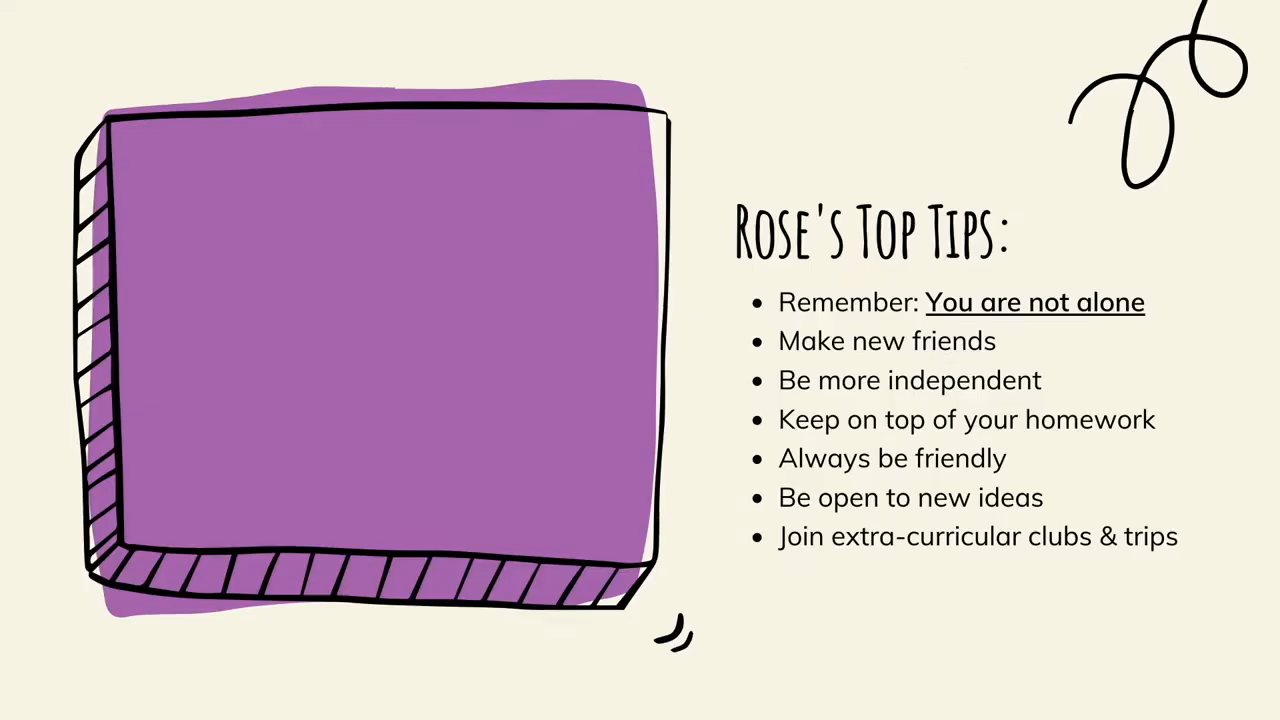 Rose's Top Tips:
Remember: You are not alone
Make new friends
Be more independent
Keep on top of your homework
Always be friendly
Be open to new ideas
Join extra-curricular clubs & trips